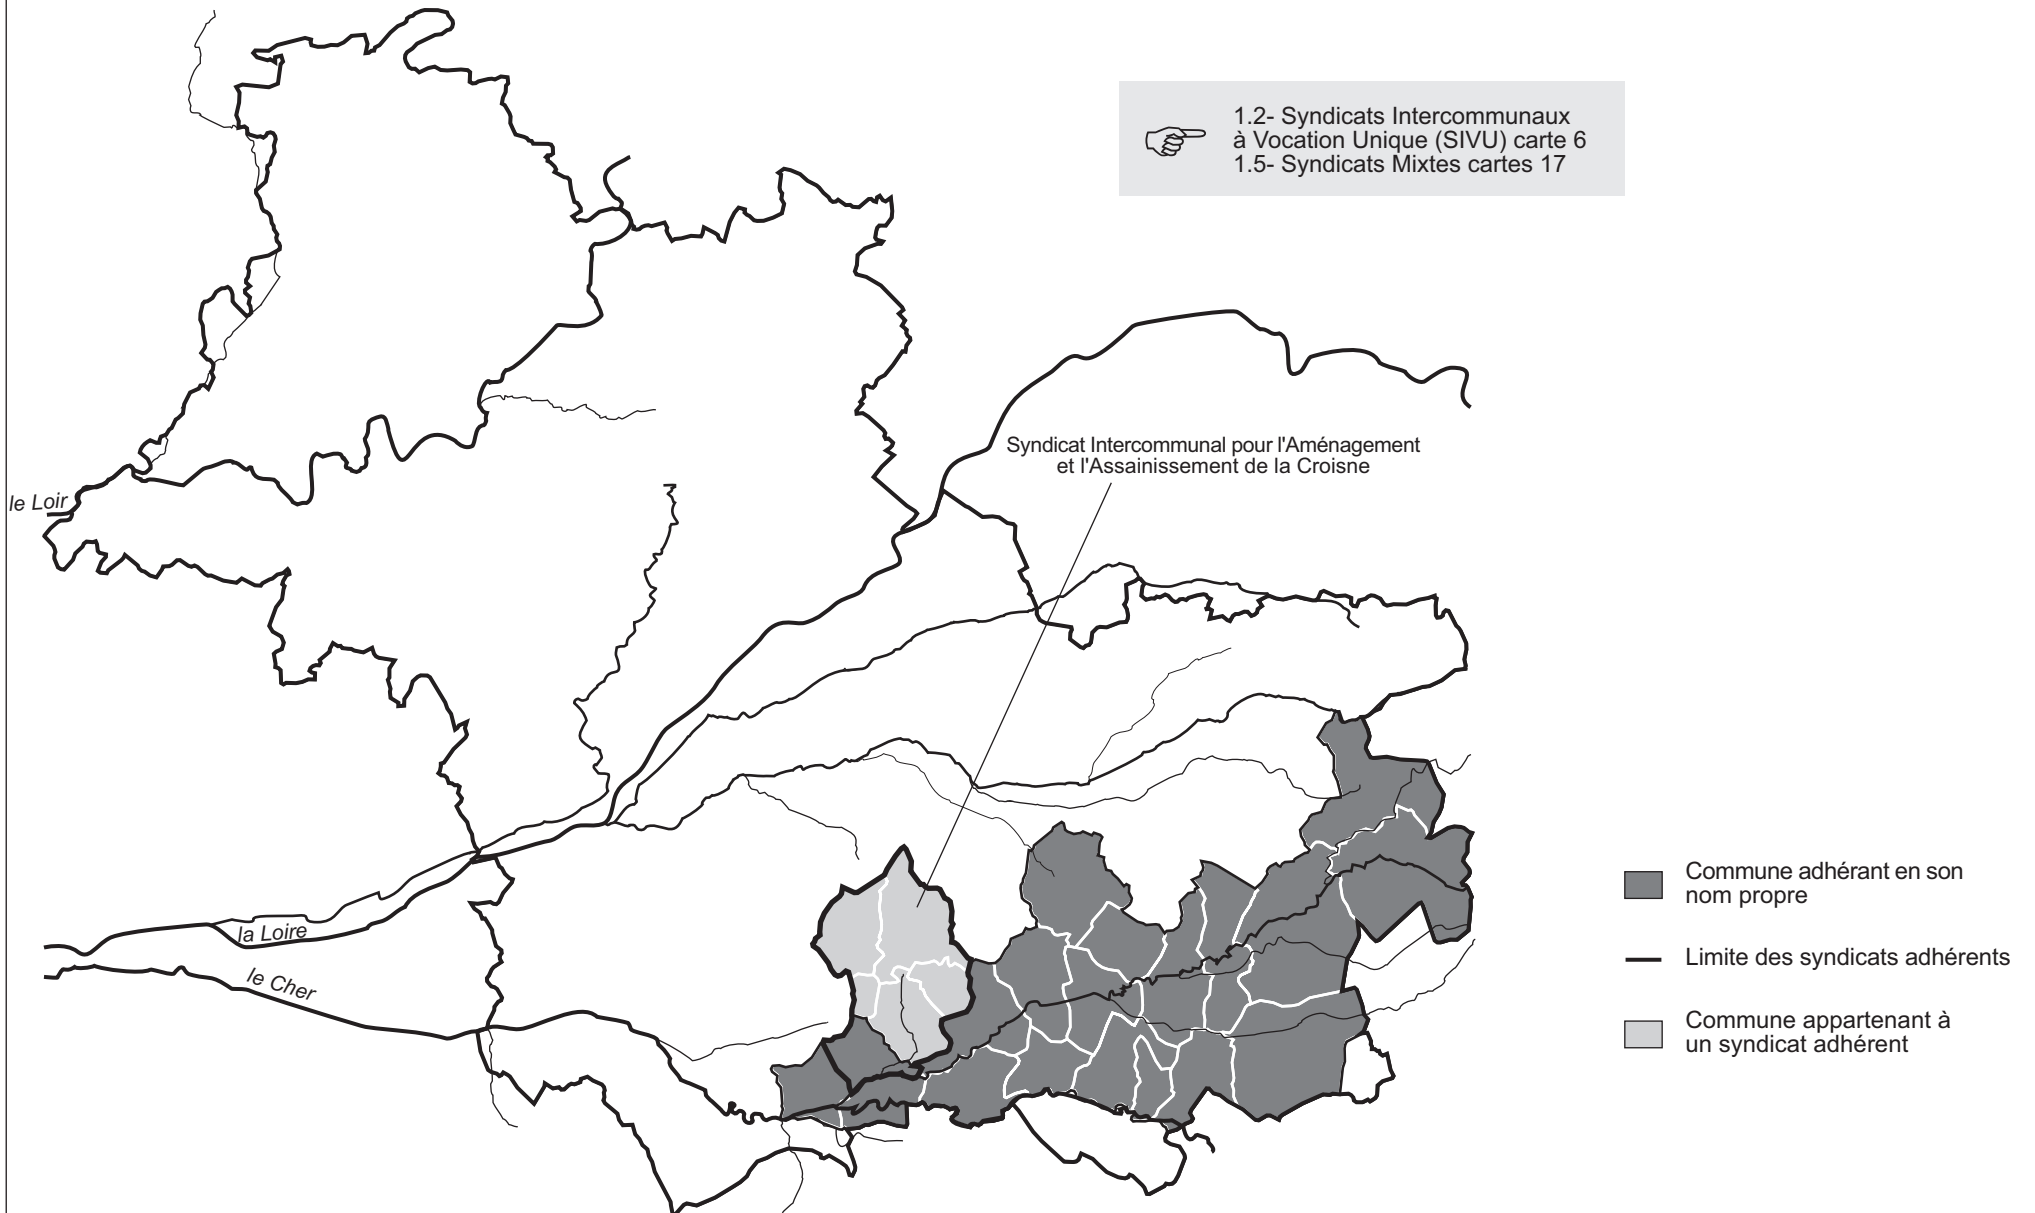 1.2- Syndicats Intercommunaux
à Vocation Unique (SIVU) carte 6
1.5- Syndicats Mixtes cartes 17
Syndicat Intercommunal pour l'Aménagement
et l'Assainissement de la Croisne
le Loir
la Loire
le Cher
Commune adhérant en son
nom propre
Limite des syndicats adhérents
Commune appartenant à
un syndicat adhérent